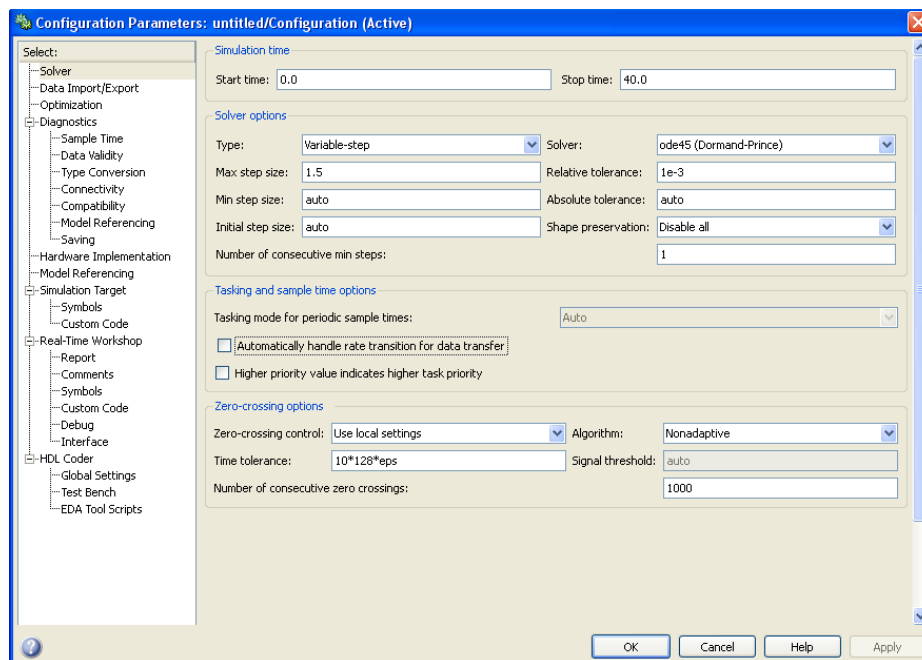 Configuration Parameters: untitled/Configuration (Active)
Select:
Solver
Data Import/Export
Optimization
Diagnostics
Sample Time
Data Validity
Type Conversion
Connectivity
Compatibility
Model Referencing
Saving
Hardware Implementation
Model Referencing
Simulation Target
Symbols
Custom Code
Real-Time Workshop
Report
Comments
Symbols
Custom Code
Debug
Interface
HDL Coder
Global Settings
Test Bench
EDA Tool Scripts
Simulation time
Start time: 0.0 Stop time: 40.0
Solver options
Type: Variable-step Solver: ode45 (Dormand-Prince)
Max step size: 1.5 Relative tolerance: 1e-3
Min step size: auto Absolute tolerance: auto
Initial step size: auto Shape preservation: Disable all
Number of consecutive min steps: 1
Tasking and sample time options
Tasking mode for periodic sample times: Auto
Automatically handle rate transition for data transfer
Higher priority value indicates higher task priority
Zero-crossing options
Zero-crossing control: Use local settings Algorithm: Nonadaptive
Time tolerance: 10*128*eps Signal threshold: auto
Number of consecutive zero crossings: 1000
OK Cancel Help Apply